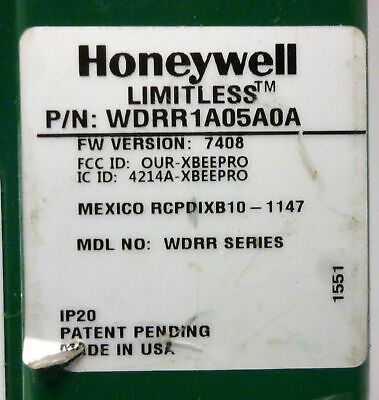 Honeywell
LIMITLESS™
P/N: WDRR1A05A0A
FW VERSION: 7408
FCC ID: OUR-XBEEPRO
IC ID: 4214A-XBEEPRO
MEXICO RCPDIXB10-1147
MDL NO: WDRR SERIES
1551
IP20
PATENT PENDING
MADE IN USA